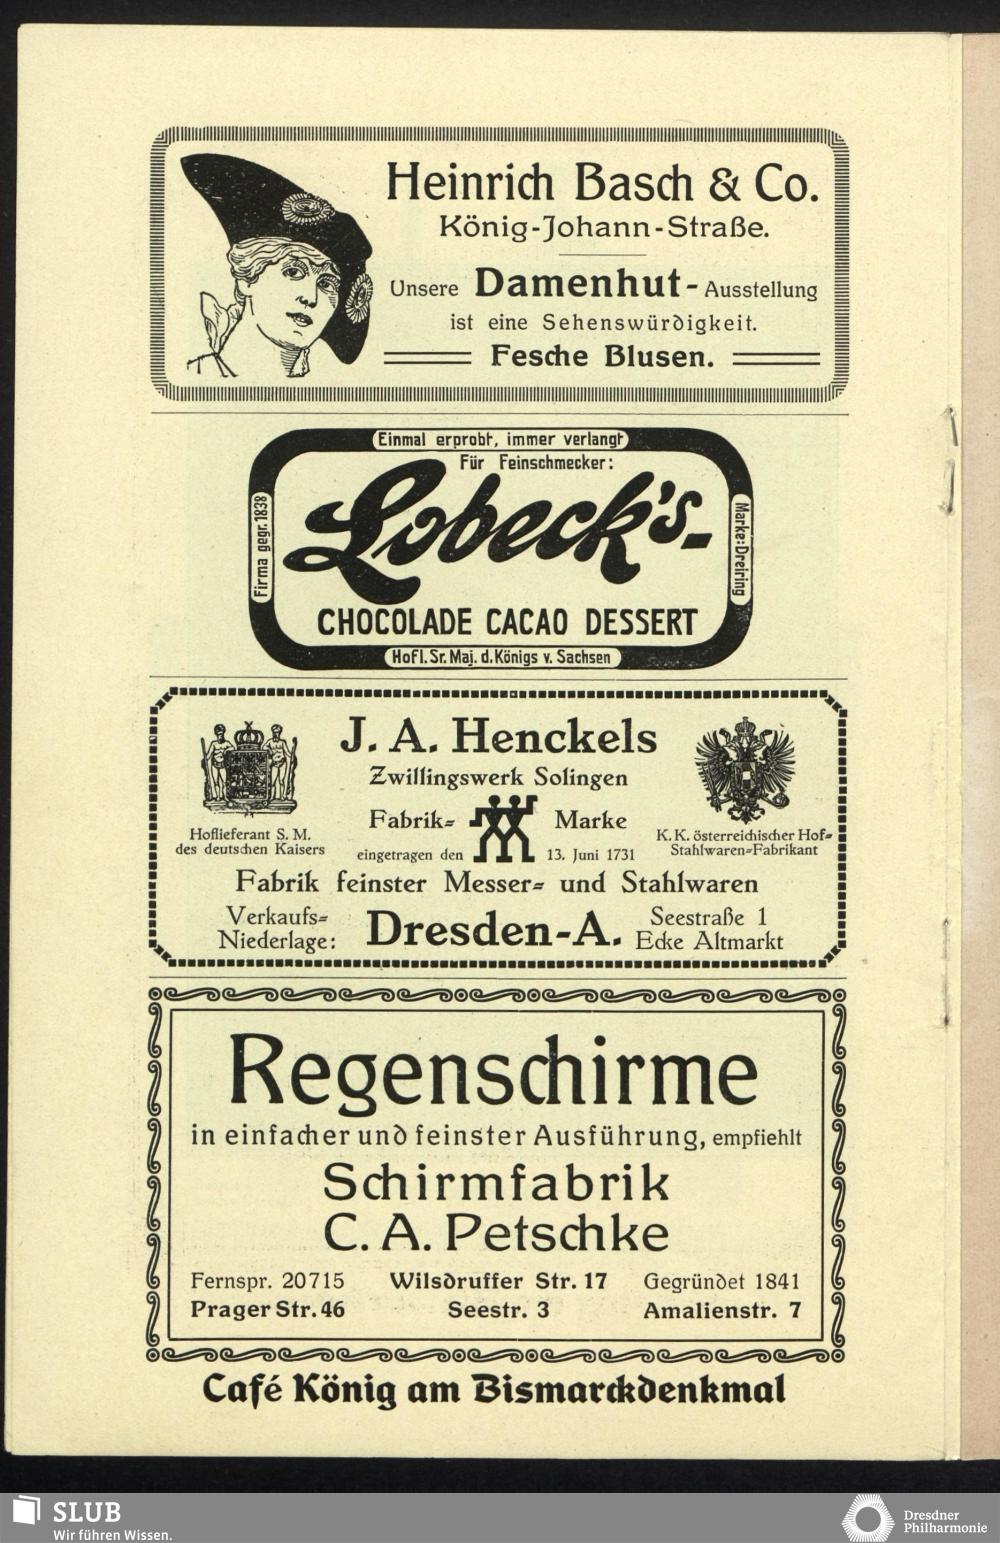 Heinrich Basch & Co.
König-Johann-Straße.
Unsere Damenhut-Ausstellung
ist eine Sehenswürdigkeit.
Fesche Blusen.
Einmal erprobt, immer verlangt
Für Feinschmecker:
Firma gegr. 1838
Lobeck's-
Marke: Dreiring
CHOCOLADE CACAO DESSERT
Hofl. Sr. Maj. d. Königs v. Sachsen
J. A. Henckels
Zwillingswerk Solingen
Fabrik- Marke
eingetragen den 13. Juni 1731
Hoflieferant S. M.
des deutschen Kaisers
K. K. österreichischer Hof-
Stahlwaren-Fabrikant
Fabrik feinster Messer- und Stahlwaren
Verkaufs-
Niederlage:
Dresden-A.
Seestraße 1
Ecke Altmarkt
Regenschirme
in einfacher und feinster Ausführung, empfiehlt
Schirmfabrik
C. A. Petschke
Fernspr. 20715 Wilsdruffer Str. 17 Gegründet 1841
Prager Str. 46 Seestr. 3 Amalienstr. 7
Café König am Bismarckdenkmal
SLUB
Wir führen Wissen.
Dresdner
Philharmonie